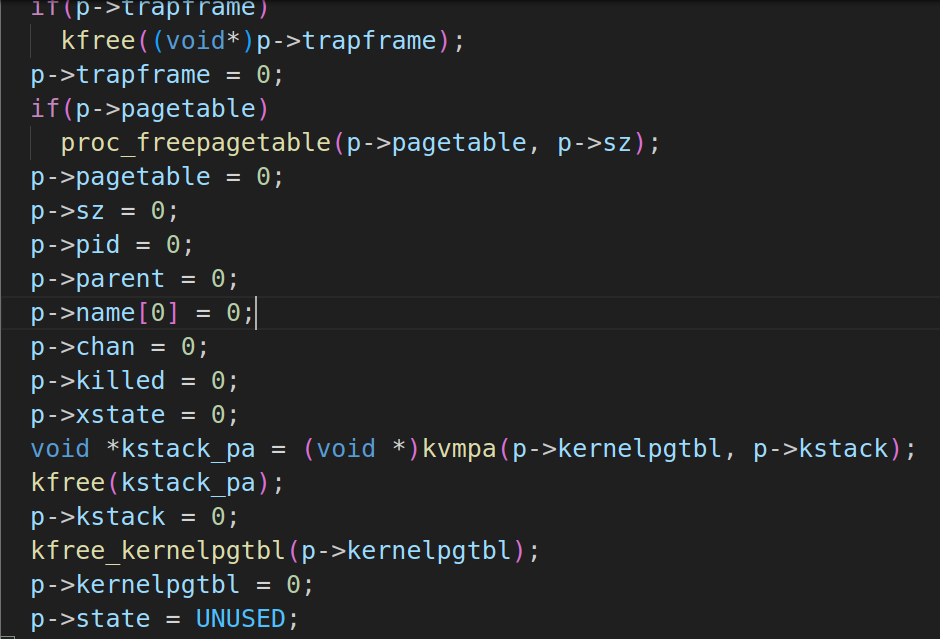 if(p->trapframe)
kfree((void*)p->trapframe);
p->trapframe = 0;
if(p->pagetable)
proc_freepagetable(p->pagetable, p->sz);
p->pagetable = 0;
p->sz = 0;
p->pid = 0;
p->parent = 0;
p->name[0] = 0;
p->chan = 0;
p->killed = 0;
p->xstate = 0;
void *kstack_pa = (void *)kvmpa(p->kernelpgtbl, p->kstack);
kfree(kstack_pa);
p->kstack = 0;
kfree_kernelpgtbl(p->kernelpgtbl);
p->kernelpgtbl = 0;
p->state = UNUSED;